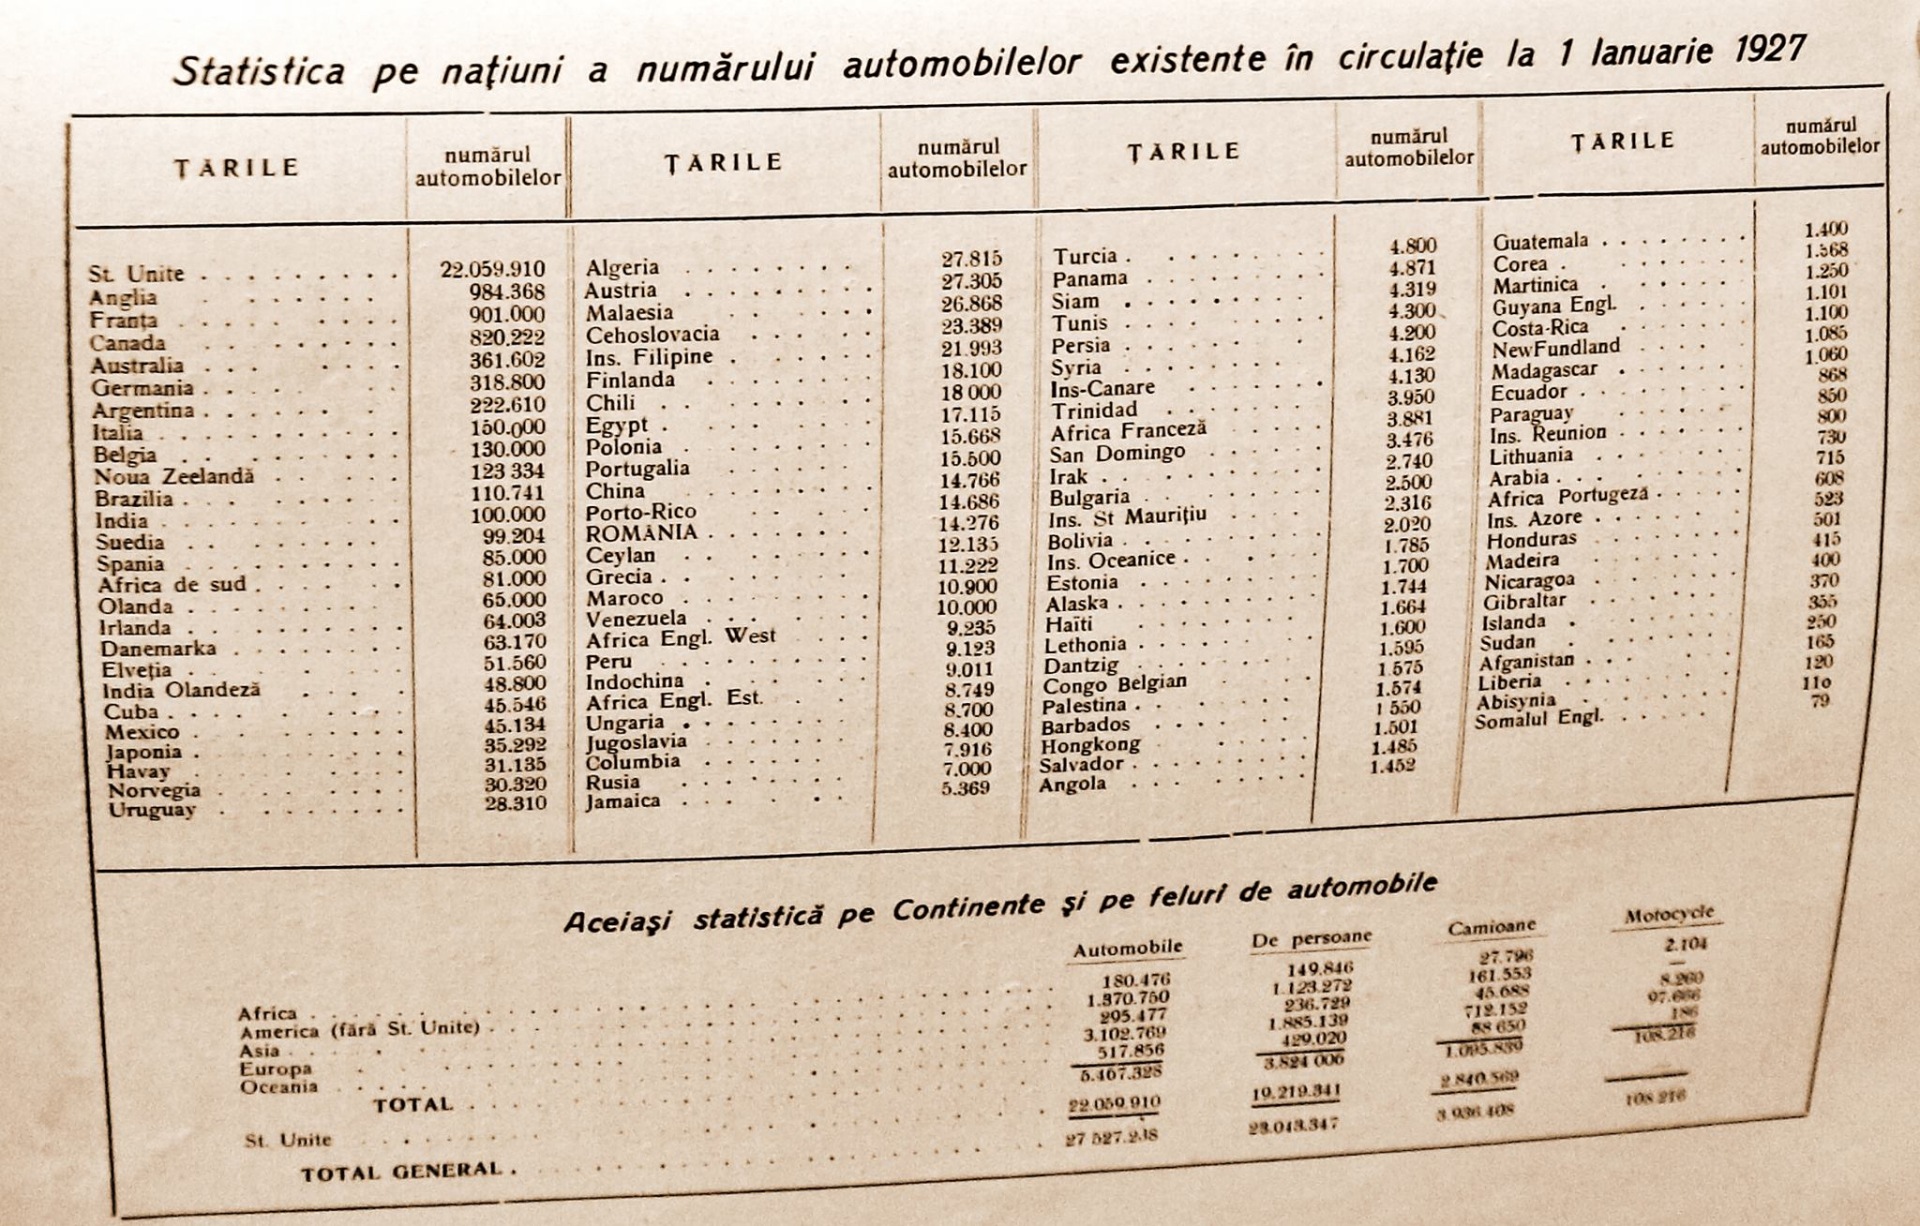 Statistica pe naţiuni a numărului automobilelor existente în circulaţie la 1 Ianuarie 1927
ŢĂRILE
numărul
automobilelor
St. Unite 22.059.910
Anglia 984.368
Franţa 901.000
Canada 820.222
Australia 361.602
Germania 318.800
Argentina 222.610
Italia 150.000
Belgia 130.000
Noua Zeelandă 123 334
Brazilia 110.741
India 100.000
Suedia 99.204
Spania 85.000
Africa de sud 81.000
Olanda 65.000
Irlanda 64.003
Danemarka 63.170
Elveţia 51.560
India Olandeză 48.800
Cuba 45.546
Mexico 45.134
Japonia 35.292
Havay 31.135
Norvegia 30.320
Uruguay 28.310
ŢĂRILE
numărul
automobilelor
Algeria 27.815
Austria 27.305
Malaesia 26.868
Cehoslovacia 23.389
Ins. Filipine 21.993
Finlanda 18.100
Chili 18 000
Egypt 17.115
Polonia 15.668
Portugalia 15.500
China 14.766
Porto-Rico 14.686
ROMÂNIA 14.276
Ceylan 12.135
Grecia 11.222
Maroco 10.900
Venezuela 10.000
Africa Engl. West 9.235
Peru 9.123
Indochina 9.011
Africa Engl. Est. 8.749
Ungaria 8.700
Jugoslavia 8.400
Columbia 7.916
Rusia 7.000
Jamaica 5.369
ŢĂRILE
numărul
automobilelor
Turcia 4.800
Panama 4.871
Siam 4.319
Tunis 4.300
Persia 4.200
Syria 4.162
Ins-Canare 4.130
Trinidad 3.950
Africa Franceză 3.881
San Domingo 3.476
Irak 2.740
Bulgaria 2.500
Ins. St Mauriţiu 2.316
Bolivia 2.020
Ins. Oceanice 1.785
Estonia 1.700
Alaska 1.744
Haïti 1.664
Lethonia 1.600
Dantzig 1.595
Congo Belgian 1.575
Palestina 1.574
Barbados 1 550
Hongkong 1.501
Salvador 1.485
Angola 1.452
ŢĂRILE
numărul
automobilelor
Guatemala 1.400
Corea 1.368
Martinica 1.250
Guyana Engl. 1.101
Costa-Rica 1.100
NewFundland 1.085
Madagascar 1.060
Ecuador 868
Paraguay 850
Ins. Reunion 800
Lithuania 730
Arabia 715
Africa Portugeză 608
Ins. Azore 523
Honduras 501
Madeira 415
Nicaragoa 400
Gibraltar 370
Islanda 355
Sudan 250
Afganistan 165
Liberia 120
Abisynia 11o
Somalul Engl. 79
Aceiaşi statistică pe Continente şi pe feluri de automobile
Automobile De persoane Camioane Motocycle
Africa 180.476 149.846 27.796 2.104
America (fără St. Unite) 1.370.750 1.123.272 161.553 —
Asia 295.477 236.729 45.688 8.260
Europa 3.102.769 1.885.139 712.152 97.666
Oceania 517.856 429.020 88 650 186
TOTAL 5.467.328 3.824 006 1.095.839 108.216
St. Unite 22.059.910 19.219.341 2.840.569
TOTAL GENERAL 27 527.238 23.043.347 3 936 408 108 216